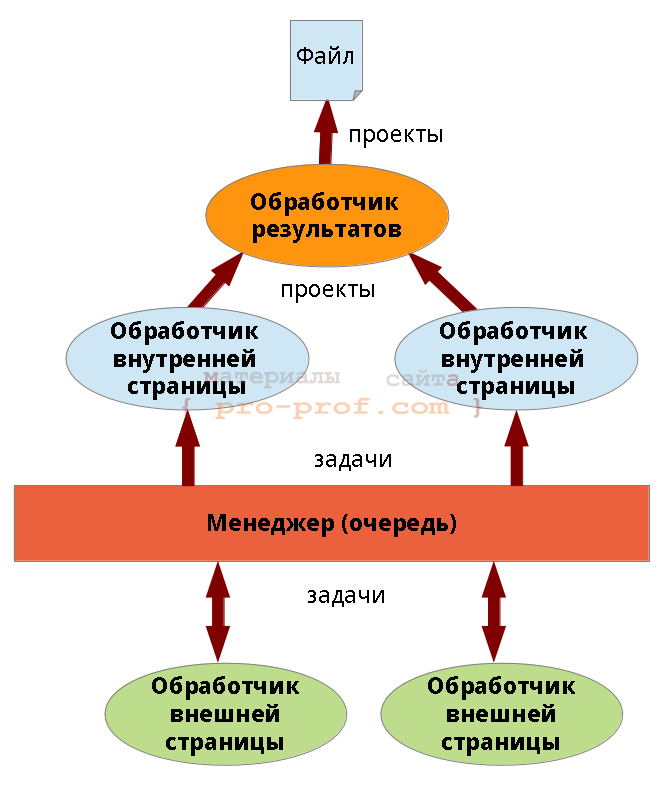 Файл
проекты
Обработчик
результатов
проекты
Обработчик
внутренней
страницы
Обработчик
внутренней
страницы
материалы сайта
{ pro-prof.com }
задачи
Менеджер (очередь)
задачи
Обработчик
внешней
страницы
Обработчик
внешней
страницы